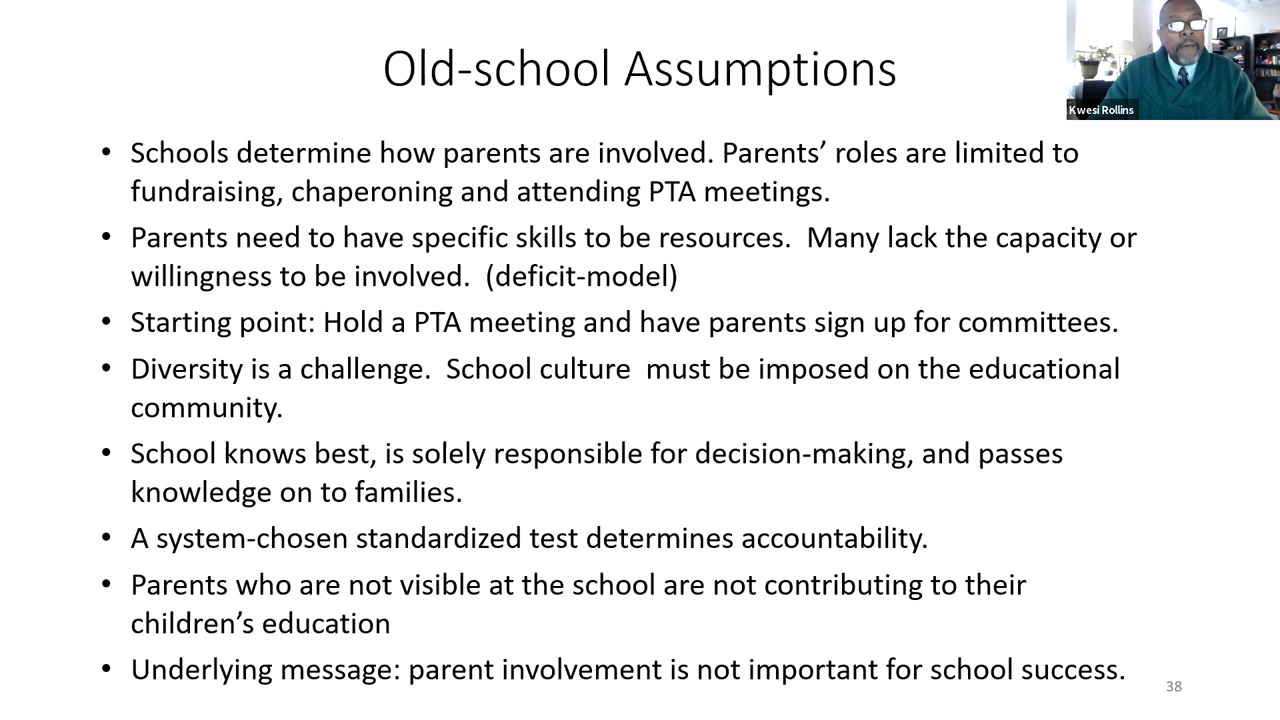 Old-school Assumptions
Kwesi Rollins
• Schools determine how parents are involved. Parents’ roles are limited to
fundraising, chaperoning and attending PTA meetings.
• Parents need to have specific skills to be resources.  Many lack the capacity or
willingness to be involved.  (deficit-model)
• Starting point: Hold a PTA meeting and have parents sign up for committees.
• Diversity is a challenge.  School culture  must be imposed on the educational
community.
• School knows best, is solely responsible for decision-making, and passes
knowledge on to families.
• A system-chosen standardized test determines accountability.
• Parents who are not visible at the school are not contributing to their
children’s education
• Underlying message: parent involvement is not important for school success.
38